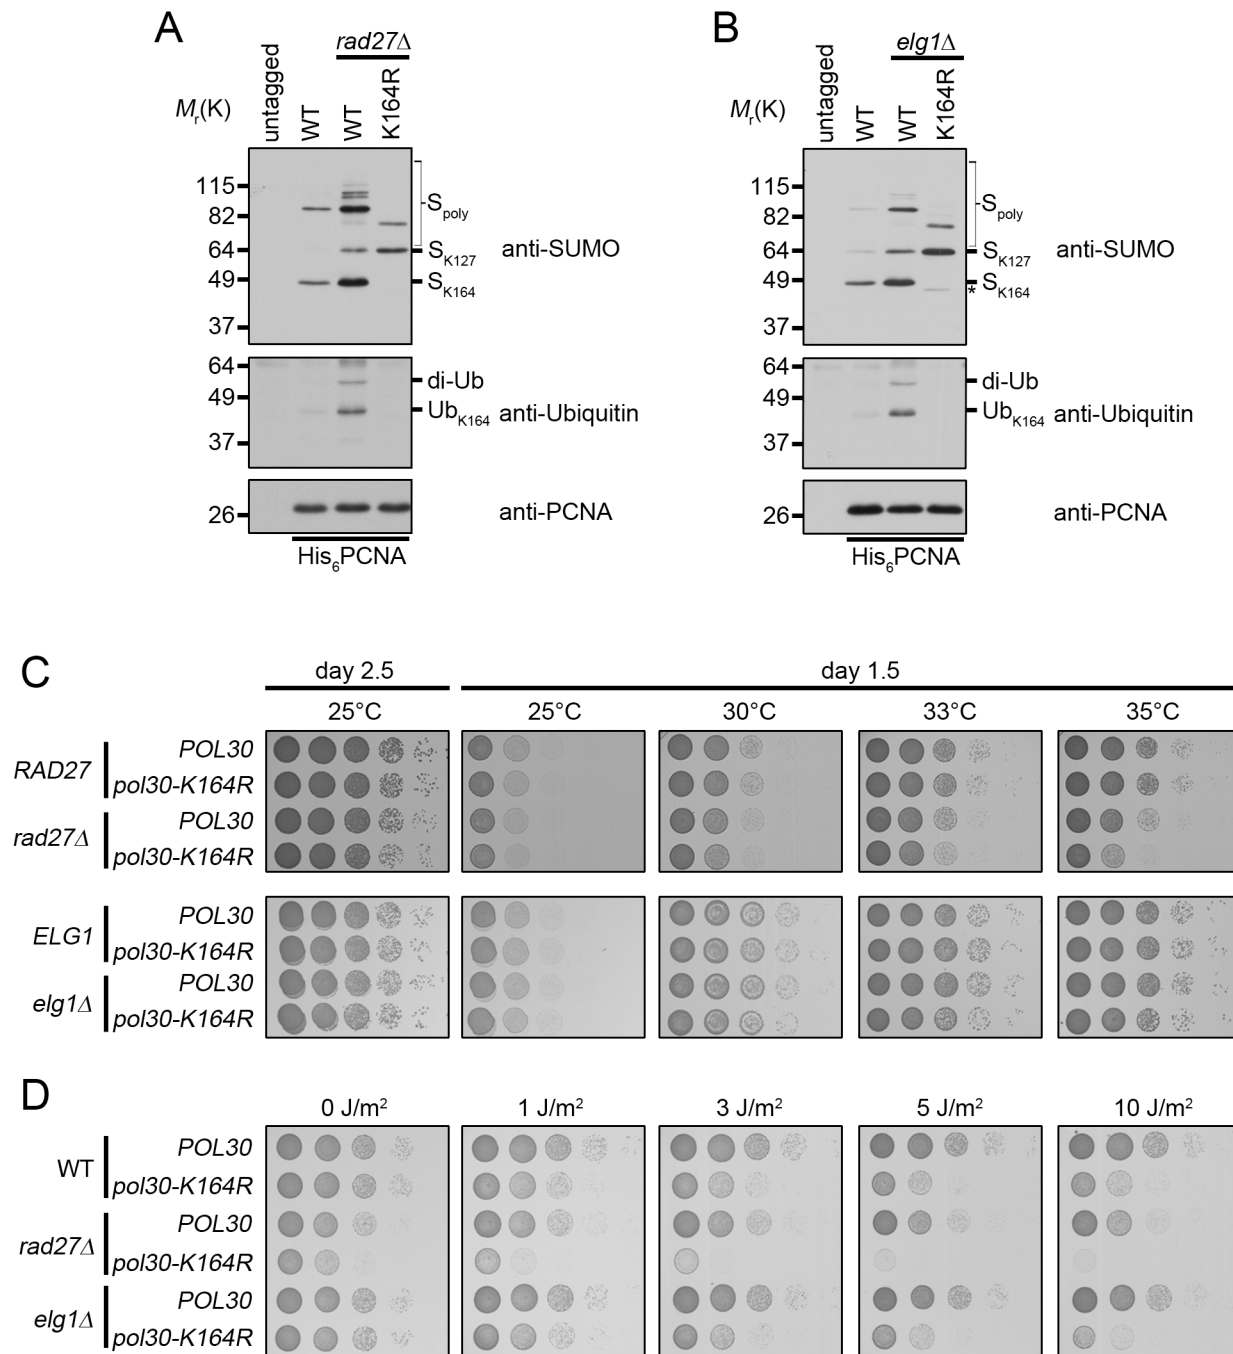 A
rad27Δ
Mr(K)
untagged
WT
WT
K164R
115
82
64
49
37
Spoly
SK127
SK164
anti-SUMO
64
49
37
di-Ub
UbK164
anti-Ubiquitin
26
anti-PCNA
His6PCNA
B
elg1Δ
Mr(K)
untagged
WT
WT
K164R
115
82
64
49
37
Spoly
SK127
SK164
*
anti-SUMO
64
49
37
di-Ub
UbK164
anti-Ubiquitin
26
anti-PCNA
His6PCNA
C
day 2.5 day 1.5
25°C 25°C 30°C 33°C 35°C
RAD27
POL30
pol30-K164R
rad27Δ
POL30
pol30-K164R
ELG1
POL30
pol30-K164R
elg1Δ
POL30
pol30-K164R
D
0 J/m² 1 J/m² 3 J/m² 5 J/m² 10 J/m²
WT
POL30
pol30-K164R
rad27Δ
POL30
pol30-K164R
elg1Δ
POL30
pol30-K164R